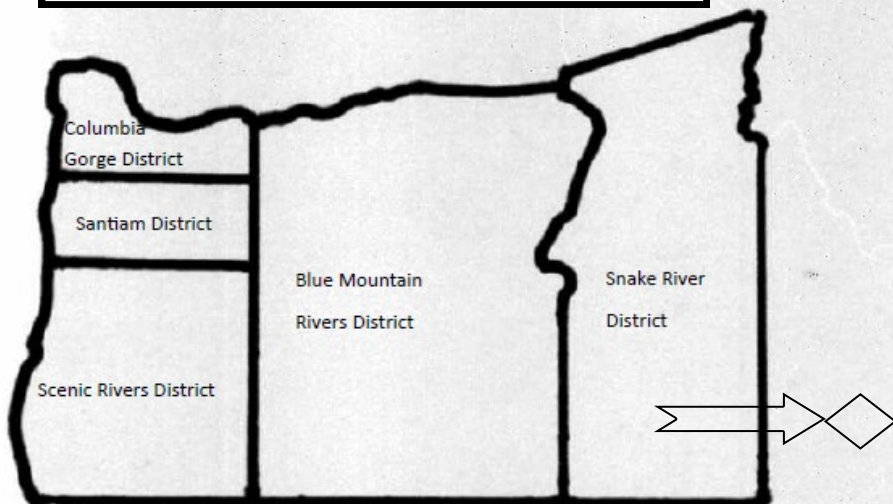 Columbia
Gorge District
Santiam District
Blue Mountain
Rivers District
Snake River
District
Scenic Rivers District